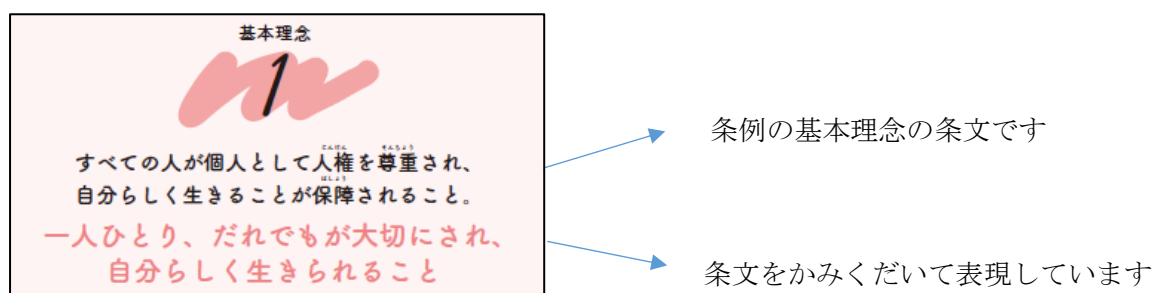 基本理念
1
すべての人が個人として人権を尊重され、
自分らしく生きることが保障されること。
一人ひとり、だれでもが大切にされ、
自分らしく生きられること
条例の基本理念の条文です
条文をかみくだいて表現しています